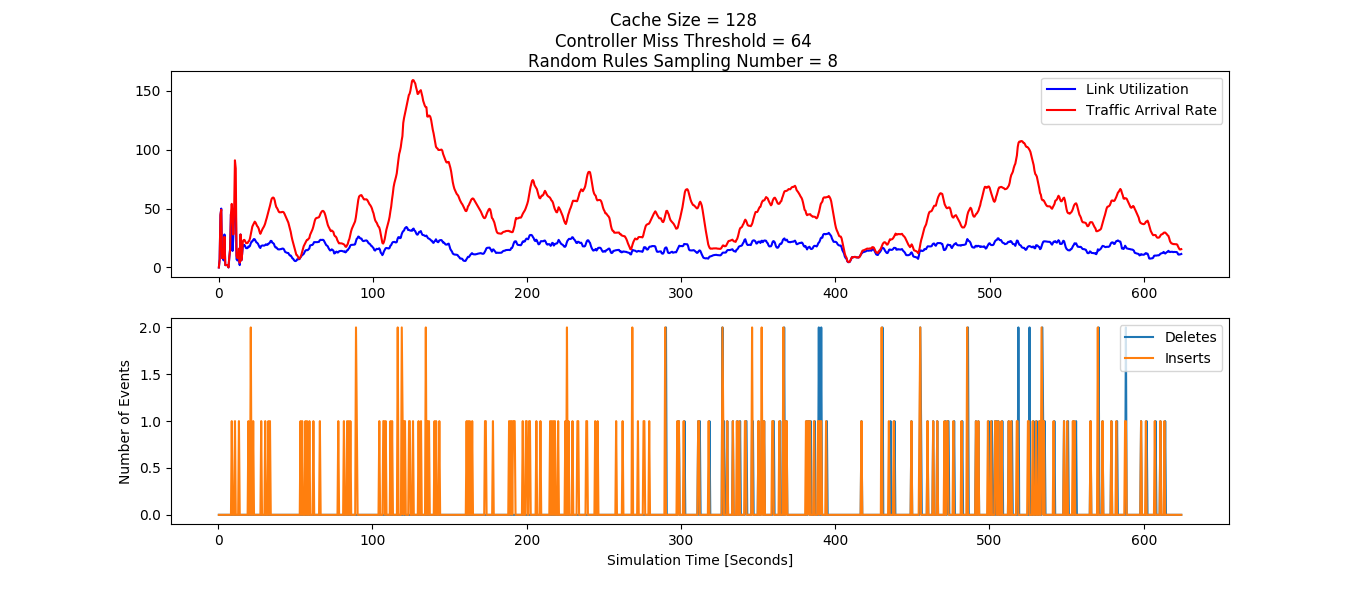 Cache Size = 128
Controller Miss Threshold = 64
Random Rules Sampling Number = 8
150
100
50
0
Link Utilization
Traffic Arrival Rate
0 100 200 300 400 500 600
2.0
1.5
1.0
0.5
0.0
Number of Events
Deletes
Inserts
0 100 200 300 400 500 600
Simulation Time [Seconds]